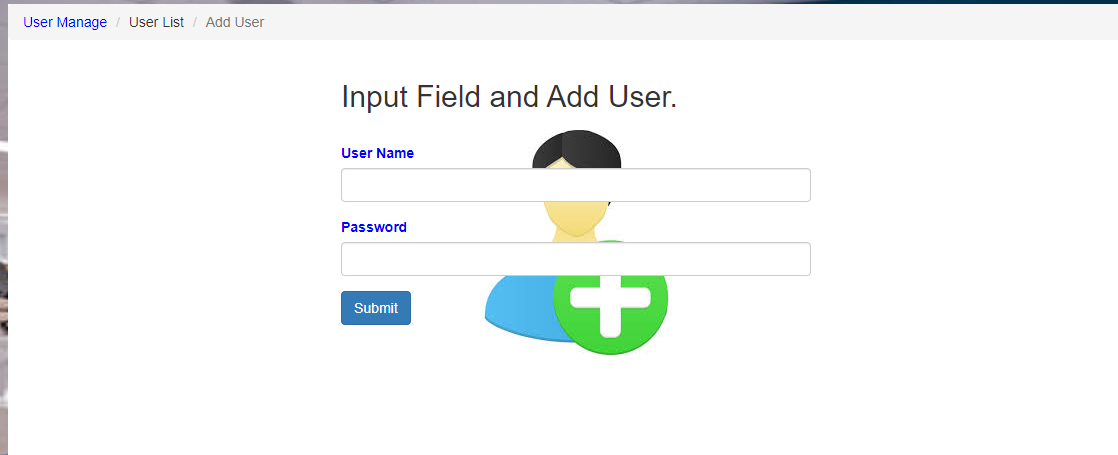 User Manage / User List / Add User
Input Field and Add User.
User Name
Password
Submit